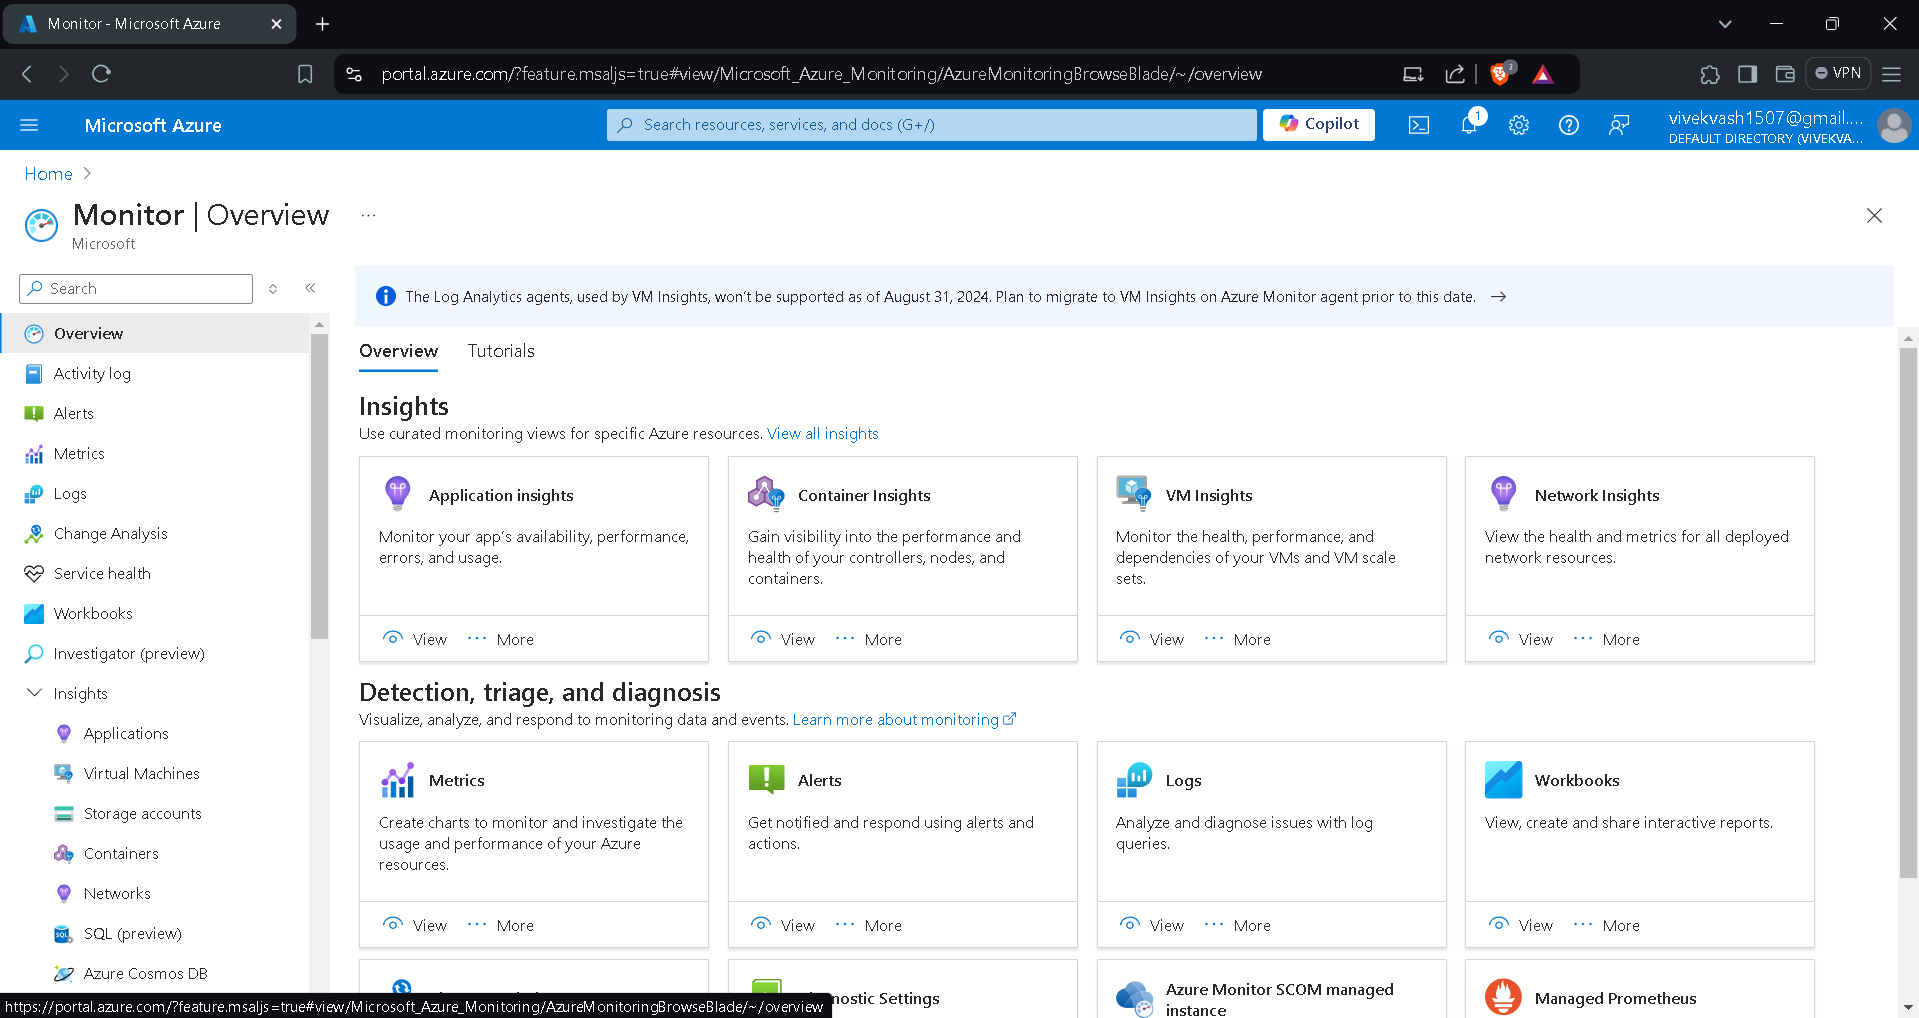 Monitor - Microsoft Azure
portal.azure.com/?feature.msaljs=true#view/Microsoft_Azure_Monitoring/AzureMonitoringBrowseBlade/~/overview
2
VPN
Microsoft Azure
Search resources, services, and docs (G+/)
Copilot
1
vivekvash1507@gmail....
DEFAULT DIRECTORY (VIVEKVA...
Home
Monitor | Overview
...
Microsoft
Search
Overview
Activity log
Alerts
Metrics
Logs
Change Analysis
Service health
Workbooks
Investigator (preview)
Insights
Applications
Virtual Machines
Storage accounts
Containers
Networks
SQL (preview)
Azure Cosmos DB
The Log Analytics agents, used by VM Insights, won't be supported as of August 31, 2024. Plan to migrate to VM Insights on Azure Monitor agent prior to this date.
Overview
Tutorials
Insights
Use curated monitoring views for specific Azure resources. View all insights
Application insights
Monitor your app's availability, performance,
errors, and usage.
View
More
Container Insights
Gain visibility into the performance and
health of your controllers, nodes, and
containers.
View
More
VM Insights
Monitor the health, performance, and
dependencies of your VMs and VM scale
sets.
View
More
Network Insights
View the health and metrics for all deployed
network resources.
View
More
Detection, triage, and diagnosis
Visualize, analyze, and respond to monitoring data and events. Learn more about monitoring
Metrics
Create charts to monitor and investigate the
usage and performance of your Azure
resources.
View
More
Alerts
Get notified and respond using alerts and
actions.
View
More
Logs
Analyze and diagnose issues with log
queries.
View
More
Workbooks
View, create and share interactive reports.
View
More
Settings
Azure Monitor SCOM managed
instance
Managed Prometheus
https://portal.azure.com/?feature.msaljs=true#view/Microsoft_Azure_Monitoring/AzureMonitoringBrowseBlade/~/overview